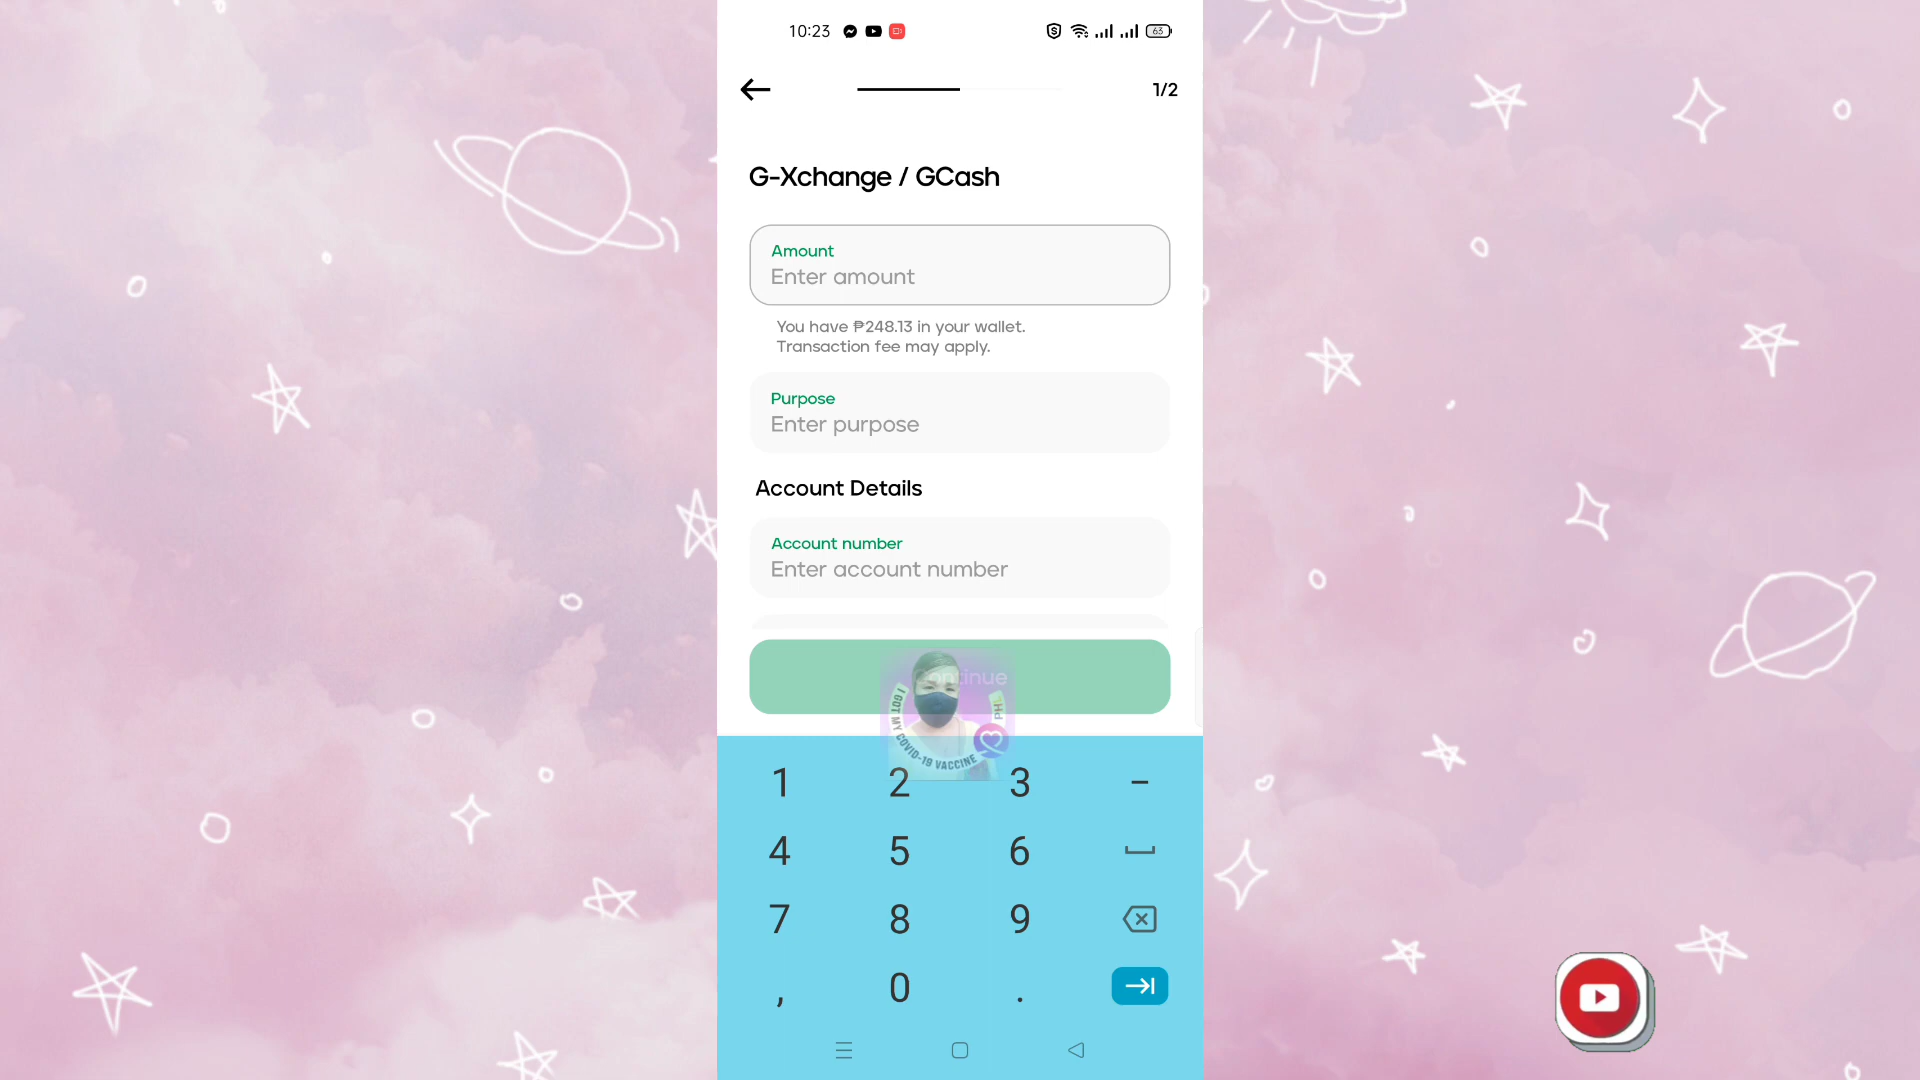 10:23
63
1/2
G-Xchange / GCash
Amount
Enter amount
You have ₱248.13 in your wallet.
Transaction fee may apply.
Purpose
Enter purpose
Account Details
Account number
Enter account number
ontinue
I GOT MY COVID-19 VACCINE
PH
1 2 3 -
4 5 6
7 8 9
, 0 .